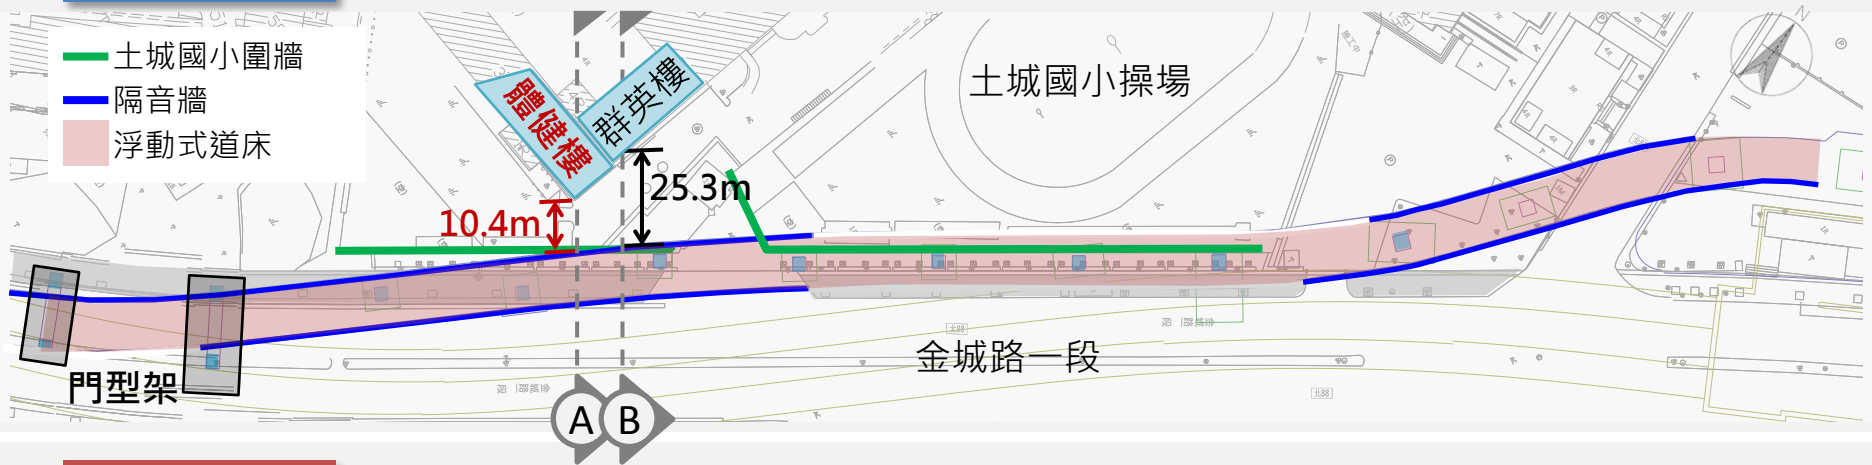 土城國小圍牆
隔音牆
浮動式道床
體健樓
群英樓
土城國小操場
N
10.4m
25.3m
門型架
金城路一段
A
B